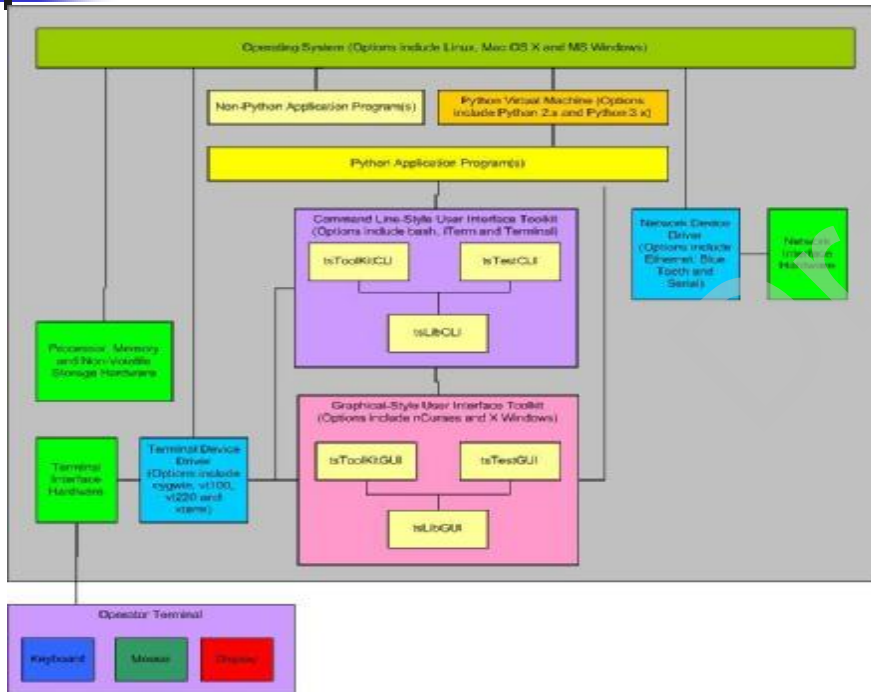 Operating System (Options include Linux, Mac OS X and MS Windows)
Non-Python Application Program(s)
Python Virtual Machine (Options
include Python 2.x and Python 3.x)
Python Application Program(s)
Command Line-Style User Interface Toolkit
(Options include bash, iTerm and Terminal)
tsToolKitCLI
tsTestCLI
tsLibCLI
Network Device
Driver
(Options include
Ethernet, Blue
Tooth and
Serial)
Network
Interface
Hardware
Processor, Memory
and Non-Volatile
Storage Hardware
Graphical-Style User Interface Toolkit
(Options include nCurses and X Windows)
tsToolKitGUI
tsTestGUI
tsLibGUI
Terminal
Interface
Hardware
Terminal Device
Driver
(Options include
cygwin, vt100,
vt220 and
xterm)
Operator Terminal
Keyboard
Mouse
Display